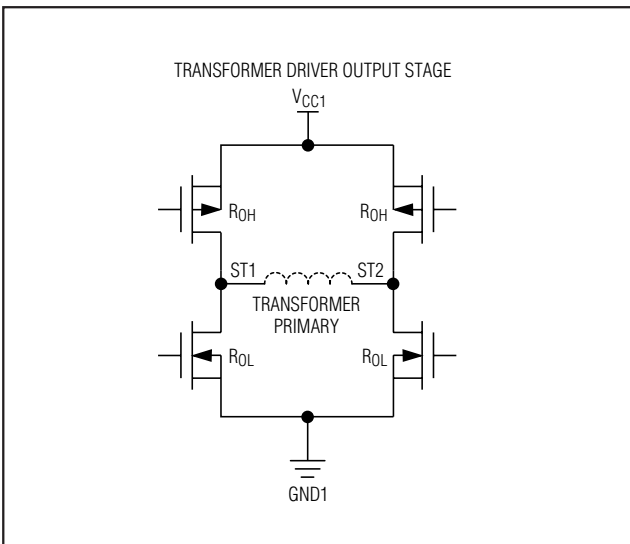 TRANSFORMER DRIVER OUTPUT STAGE
VCC1
ROH
ROH
ST1
ST2
TRANSFORMER
PRIMARY
ROL
ROL
GND1